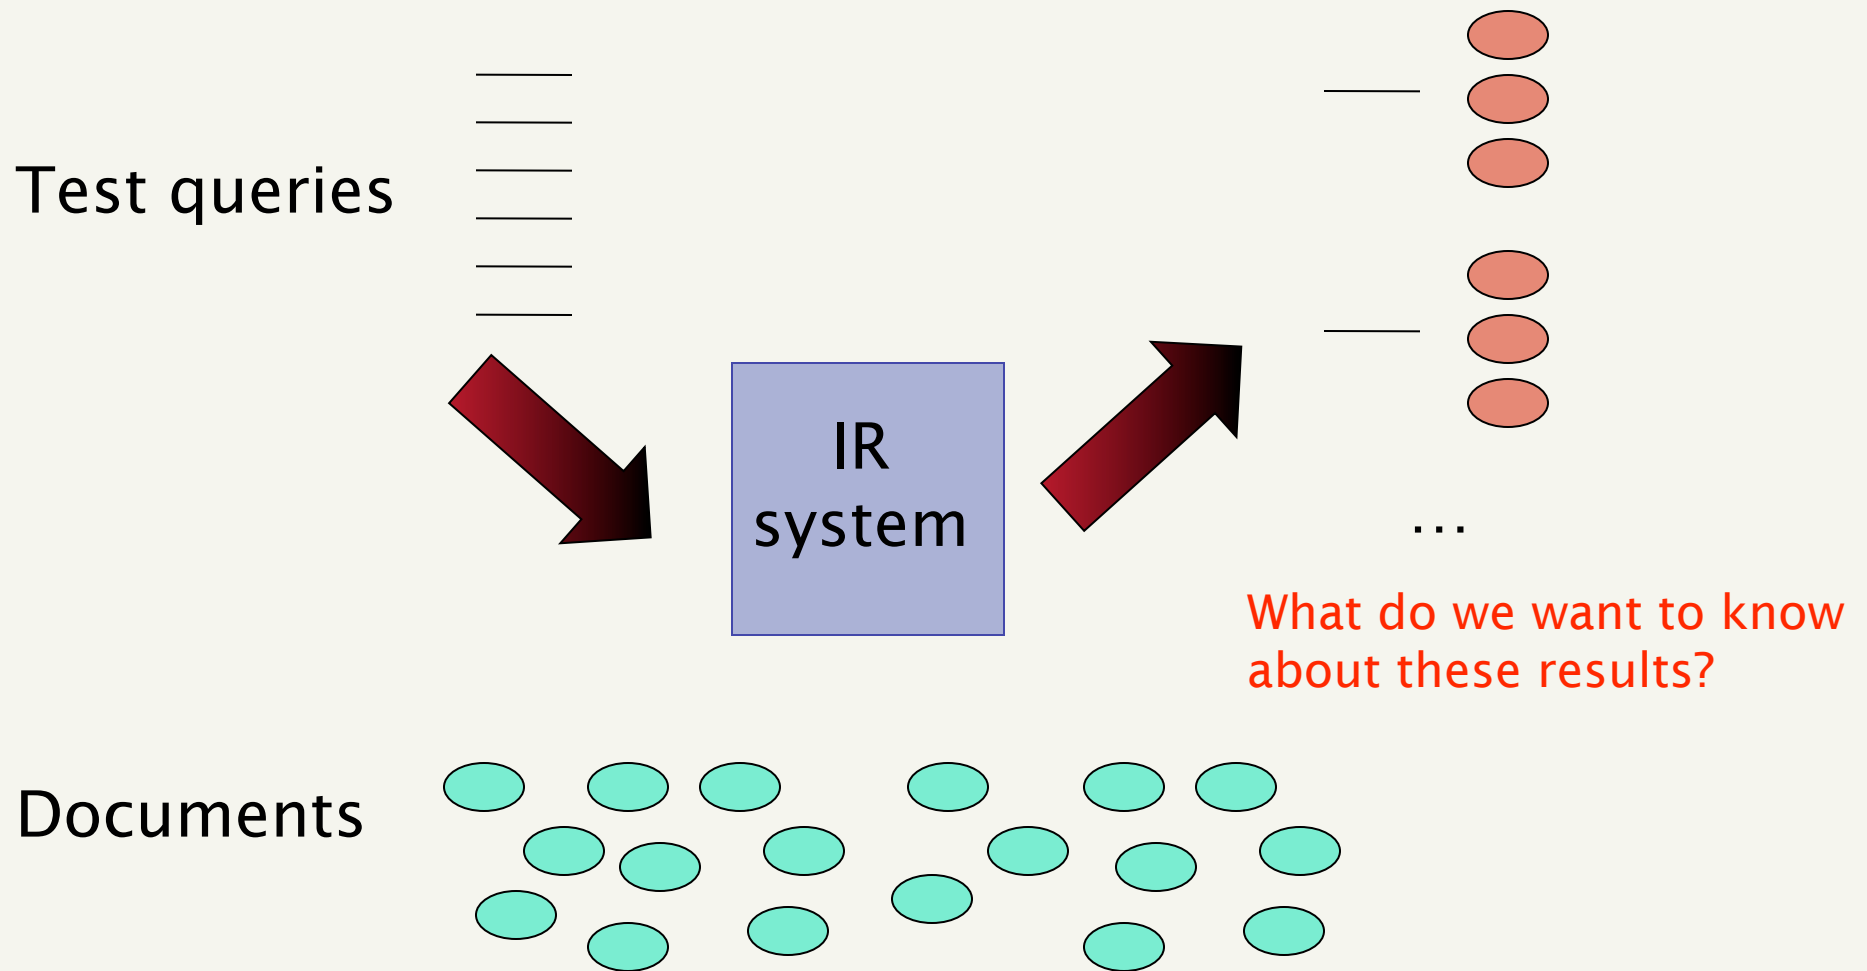 Test queries
IR
system
...
What do we want to know
about these results?
Documents